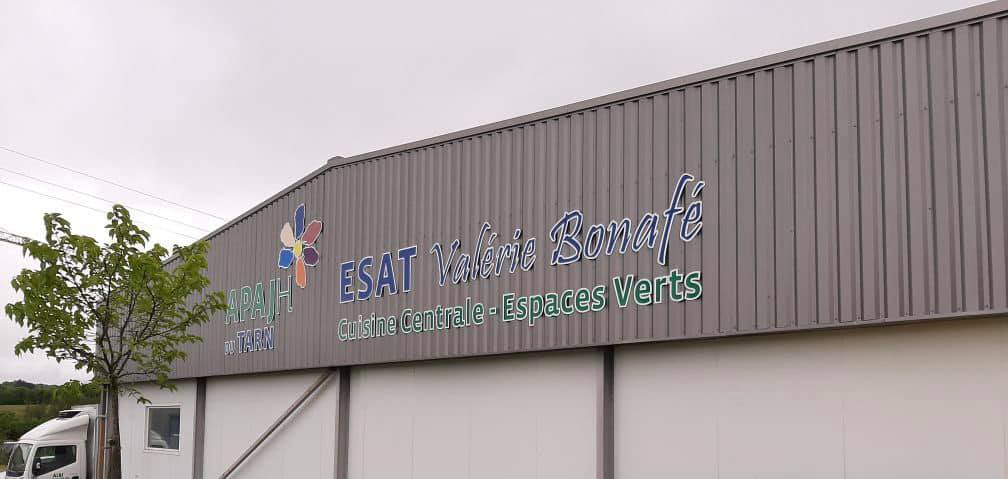 APAJH
DU TARN
ESAT Valérie Bonafé
Cuisine Centrale - Espaces Verts